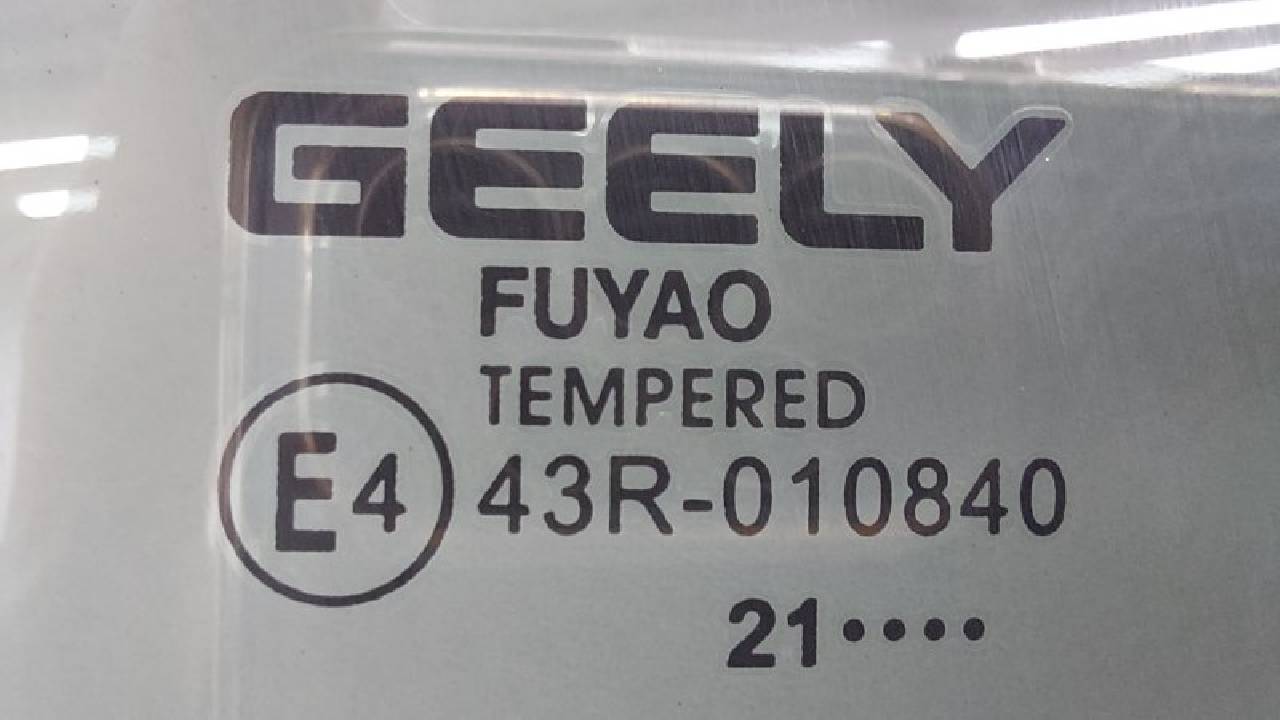 GEELY
FUYAO
TEMPERED
E4 43R-010840
21••••